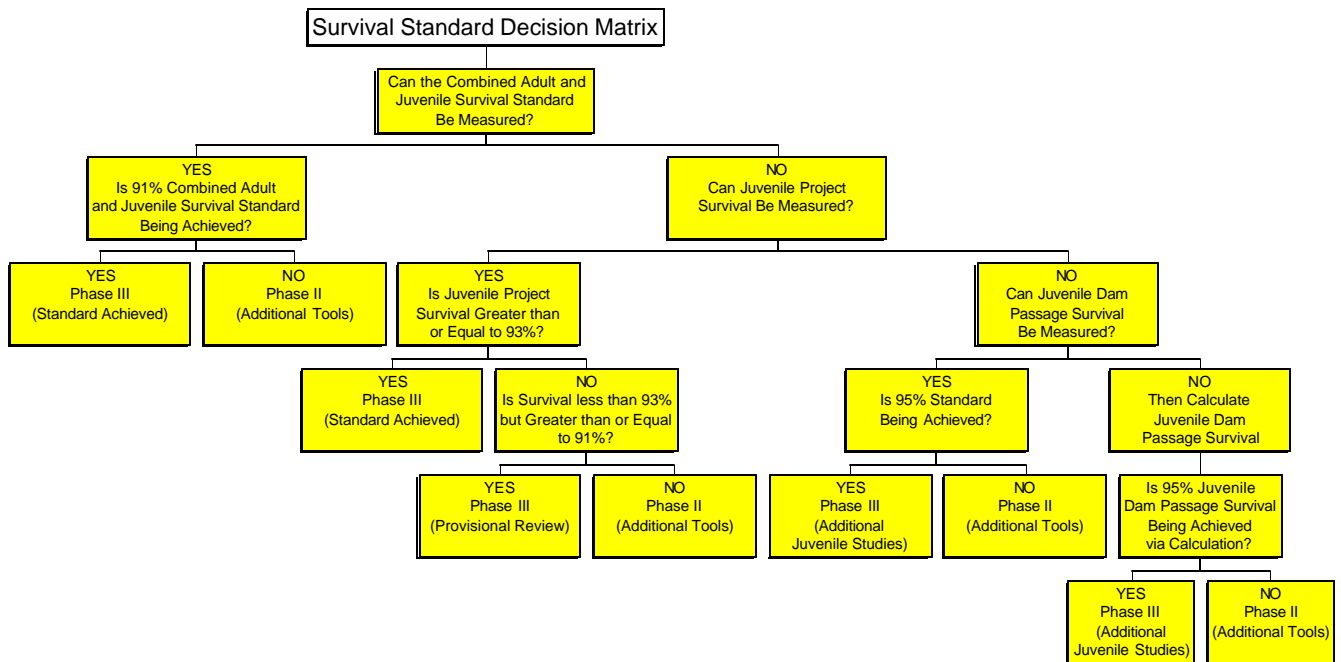 Survival Standard Decision Matrix
Can the Combined Adult and
Juvenile Survival Standard
Be Measured?
YES
Is 91% Combined Adult
and Juvenile Survival Standard
Being Achieved?
NO
Can Juvenile Project
Survival Be Measured?
YES
Phase III
(Standard Achieved)
NO
Phase II
(Additional Tools)
YES
Is Juvenile Project
Survival Greater than
or Equal to 93%?
NO
Can Juvenile Dam
Passage Survival
Be Measured?
YES
Phase III
(Standard Achieved)
NO
Is Survival less than 93%
but Greater than or Equal
to 91%?
YES
Is 95% Standard
Being Achieved?
NO
Then Calculate
Juvenile Dam
Passage Survival
YES
Phase III
(Provisional Review)
NO
Phase II
(Additional Tools)
YES
Phase III
(Additional
Juvenile Studies)
NO
Phase II
(Additional Tools)
Is 95% Juvenile
Dam Passage Survival
Being Achieved
via Calculation?
YES
Phase III
(Additional
Juvenile Studies)
NO
Phase II
(Additional Tools)